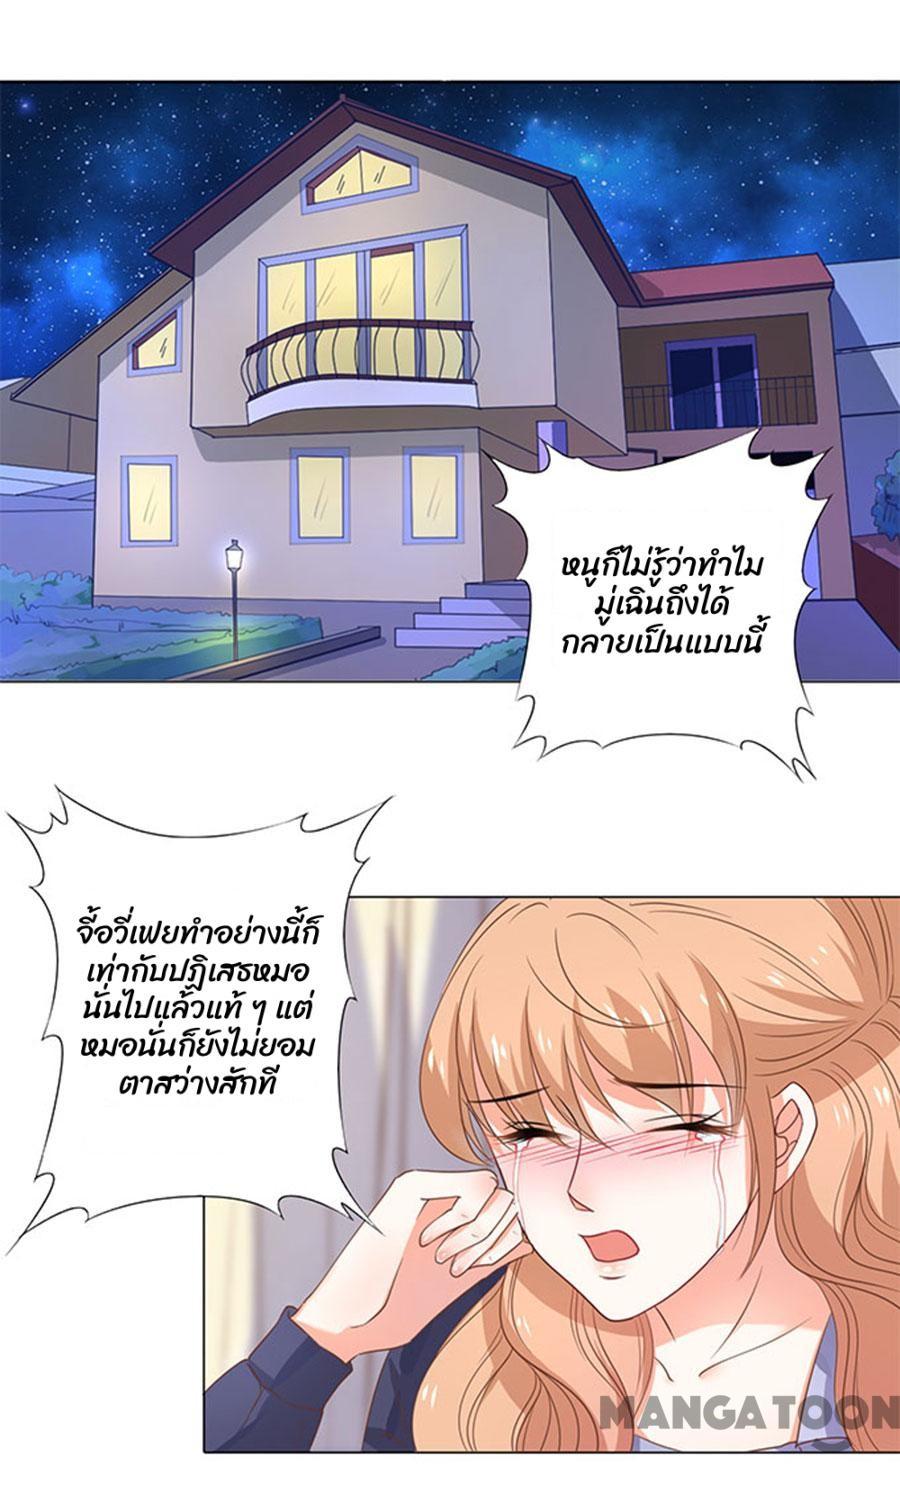 หนูก็ไม่รู้ว่าทำไม
มู่เฉินถึงได้
กลายเป็นแบบนี้
จี้อวี่เฟยทำอย่างนี้ก็
เท่ากับปฏิเสธหมอ
นั่นไปแล้วแท้ ๆ แต่
หมอนั่นก็ยังไม่ยอม
ตาสว่างสักที
MANGATOON